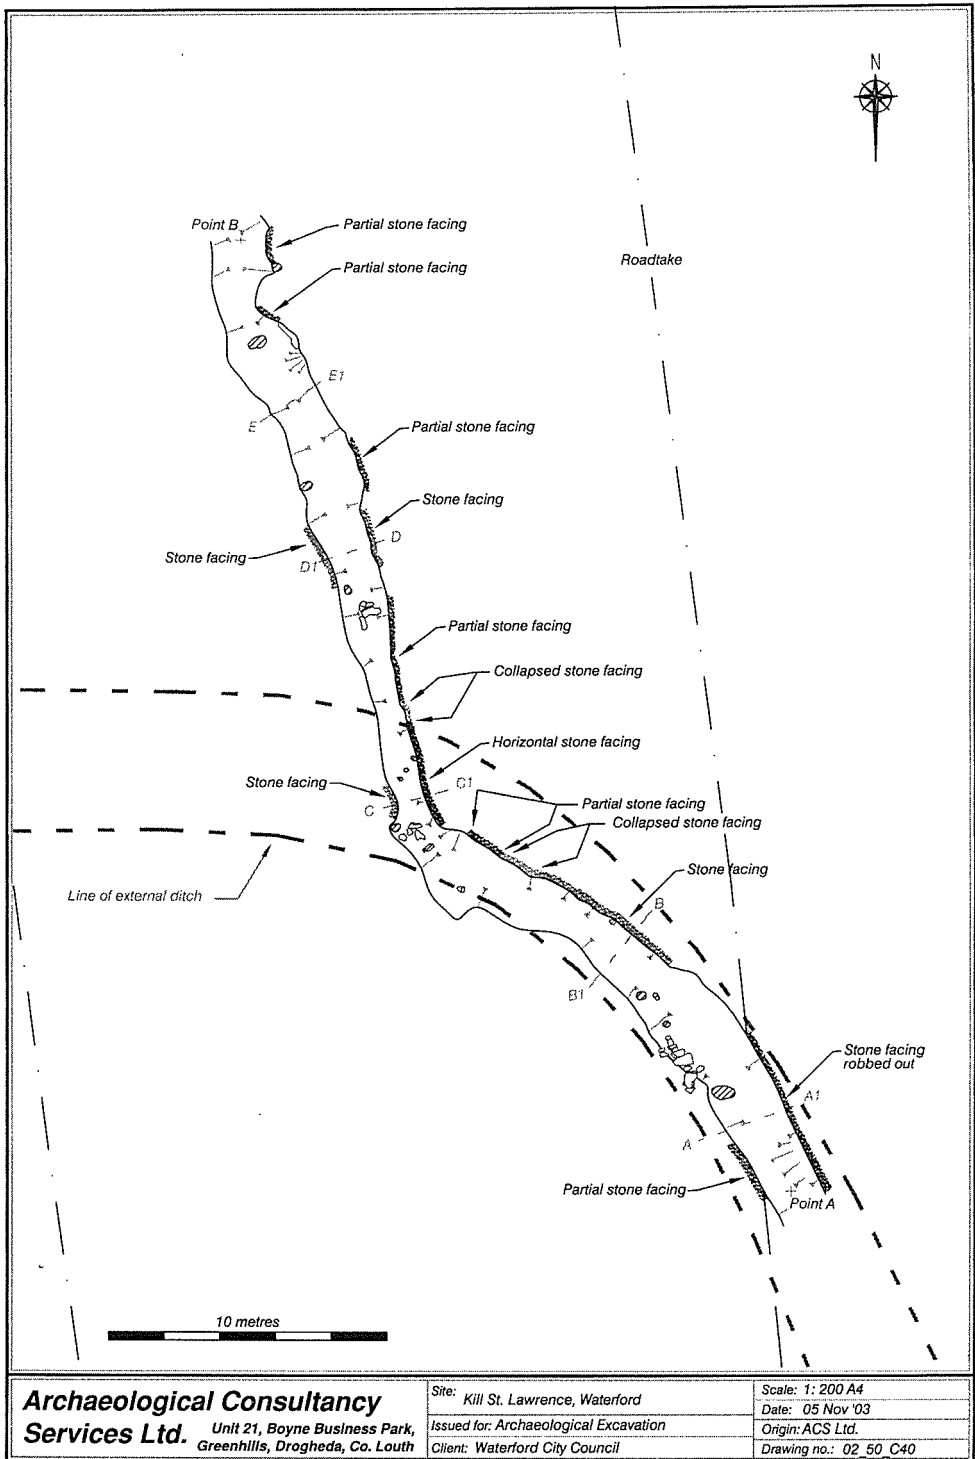 N
Point B
Partial stone facing
Partial stone facing
Roadtake
E1
E
Partial stone facing
Stone facing
D
Stone facing
D1
Partial stone facing
Collapsed stone facing
Horizontal stone facing
Stone facing
C1
C
Partial stone facing
Collapsed stone facing
Stone facing
Line of external ditch
B
B1
Stone facing
robbed out
A1
A
Partial stone facing
Point A
10 metres
Archaeological Consultancy
Services Ltd.
Unit 21, Boyne Business Park,
Greenhills, Drogheda, Co. Louth
Site: Kill St. Lawrence, Waterford
Issued for: Archaeological Excavation
Client: Waterford City Council
Scale: 1: 200 A4
Date: 05 Nov '03
Origin: ACS Ltd.
Drawing no.: 02_50_C40